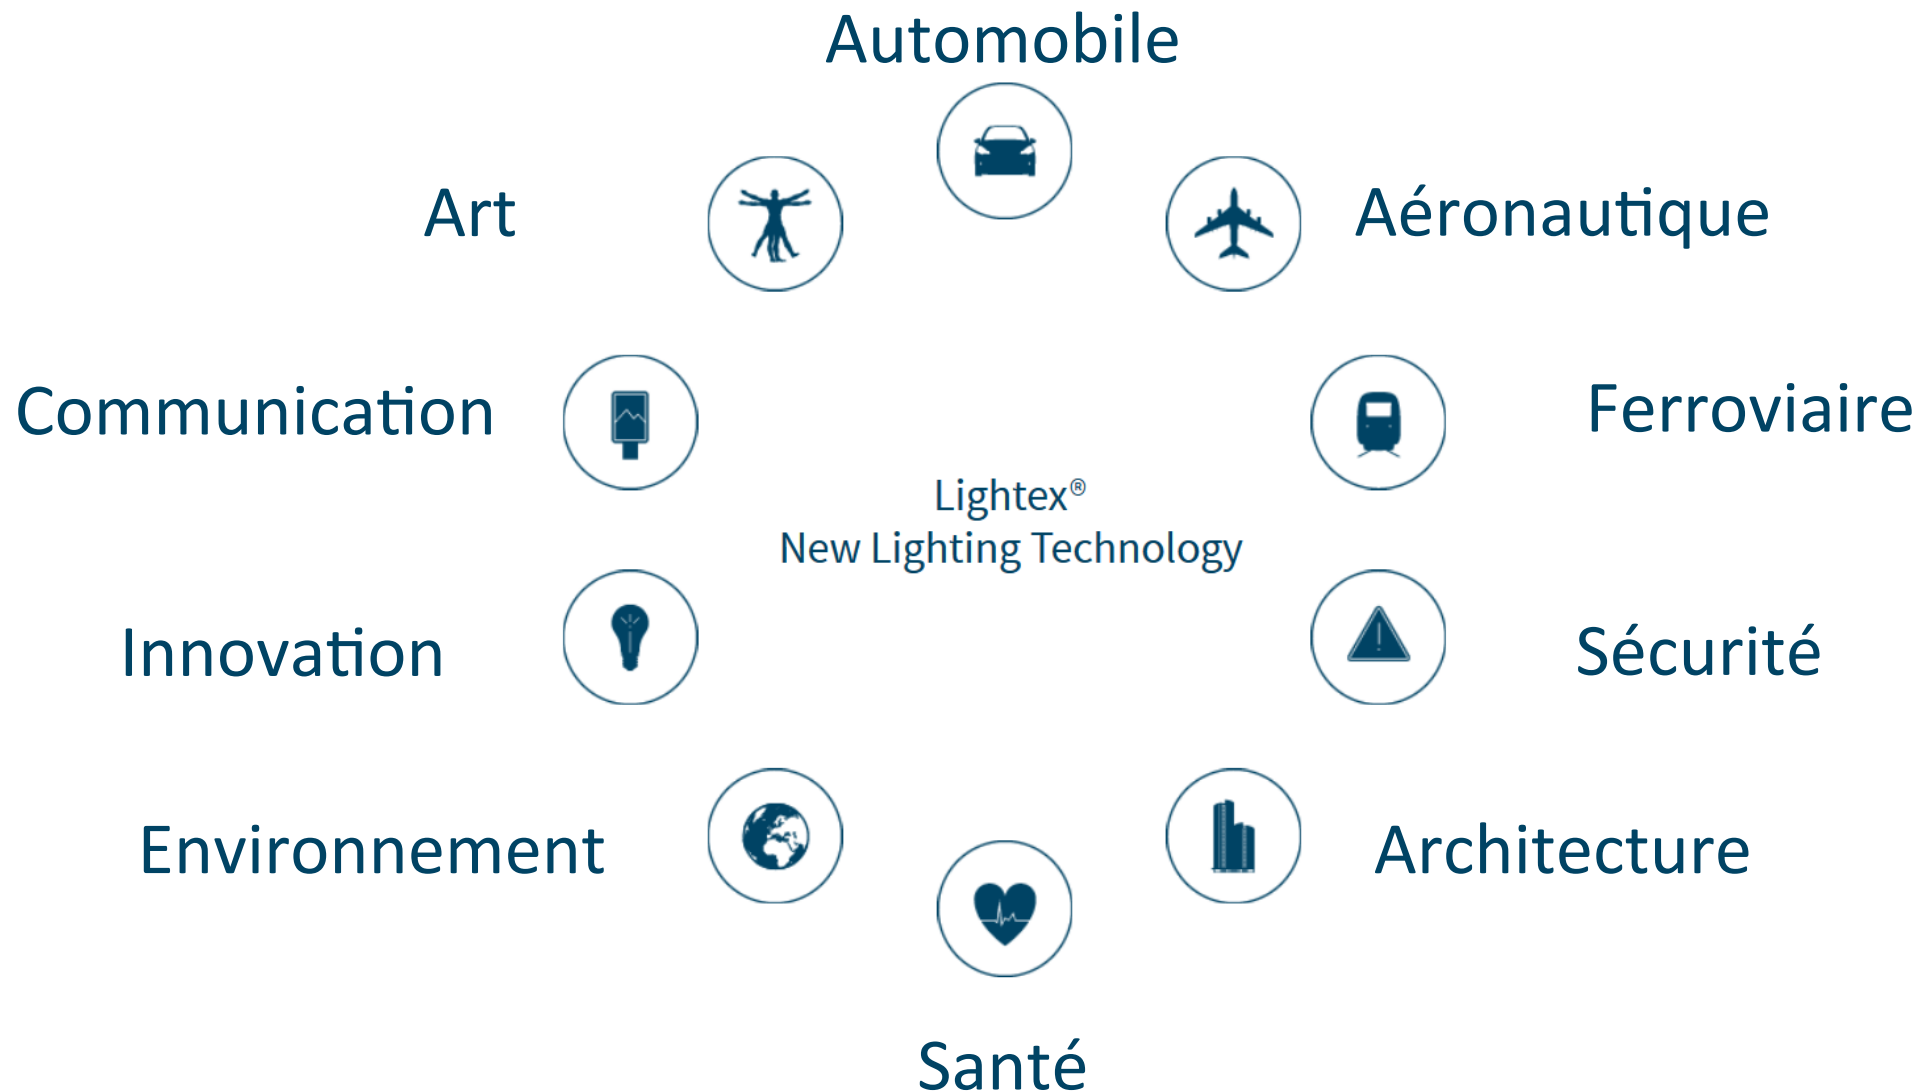 Automobile
Art
Aéronautique
Communication
Ferroviaire
Lightex®
New Lighting Technology
Innovation
Sécurité
Environnement
Architecture
Santé